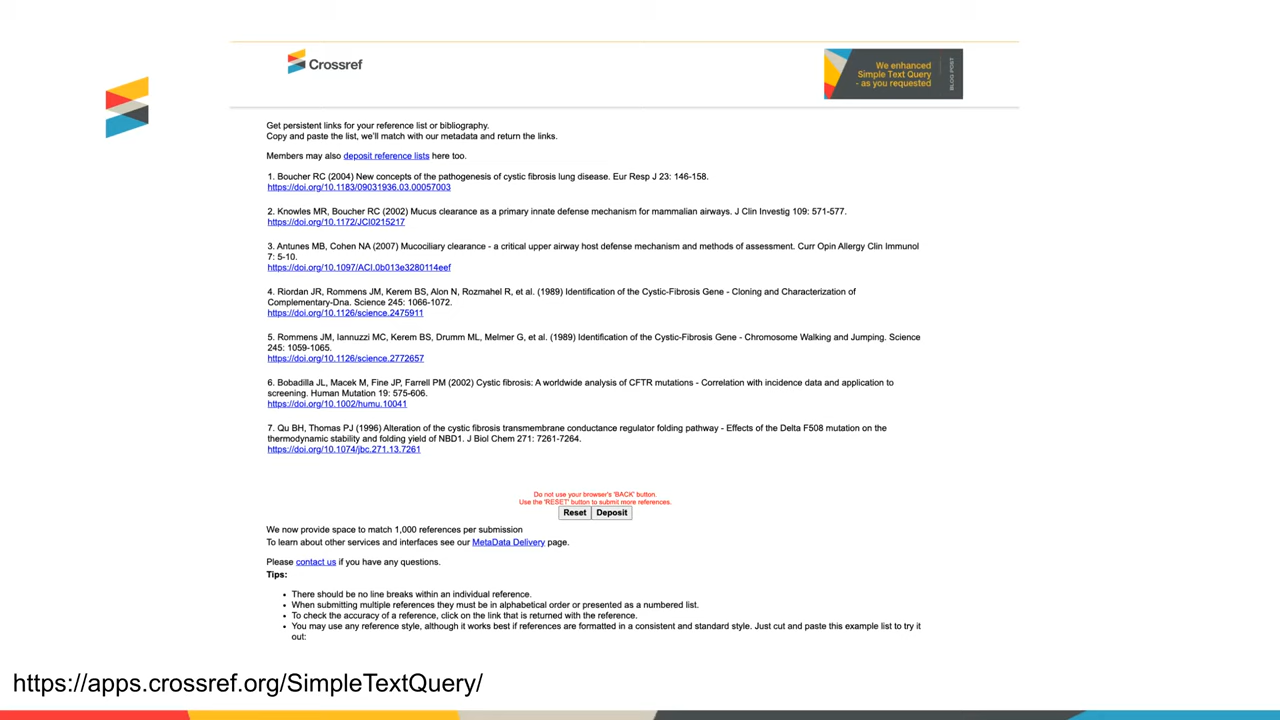 Crossref
We enhanced
Simple Text Query
- as you requested
BLOG POST
Get persistent links for your reference list or bibliography.
Copy and paste the list, we'll match with our metadata and return the links.
Members may also deposit reference lists here too.
1. Boucher RC (2004) New concepts of the pathogenesis of cystic fibrosis lung disease. Eur Resp J 23: 146-158.
https://doi.org/10.1183/09031936.03.00057003
2. Knowles MR, Boucher RC (2002) Mucus clearance as a primary innate defense mechanism for mammalian airways. J Clin Investig 109: 571-577.
https://doi.org/10.1172/JCI0215217
3. Antunes MB, Cohen NA (2007) Mucociliary clearance - a critical upper airway host defense mechanism and methods of assessment. Curr Opin Allergy Clin Immunol
7: 5-10.
https://doi.org/10.1097/ACI.0b013e3280114eef
4. Riordan JR, Rommens JM, Kerem BS, Alon N, Rozmahel R, et al. (1989) Identification of the Cystic-Fibrosis Gene - Cloning and Characterization of
Complementary-Dna. Science 245: 1066-1072.
https://doi.org/10.1126/science.2475911
5. Rommens JM, Iannuzzi MC, Kerem BS, Drumm ML, Melmer G, et al. (1989) Identification of the Cystic-Fibrosis Gene - Chromosome Walking and Jumping. Science
245: 1059-1065.
https://doi.org/10.1126/science.2772657
6. Bobadilla JL, Macek M, Fine JP, Farrell PM (2002) Cystic fibrosis: A worldwide analysis of CFTR mutations - Correlation with incidence data and application to
screening. Human Mutation 19: 575-606.
https://doi.org/10.1002/humu.10041
7. Qu BH, Thomas PJ (1996) Alteration of the cystic fibrosis transmembrane conductance regulator folding pathway - Effects of the Delta F508 mutation on the
thermodynamic stability and folding yield of NBD1. J Biol Chem 271: 7261-7264.
https://doi.org/10.1074/jbc.271.13.7261
Do not use your browser's 'BACK' button.
Use the 'RESET' button to submit more references.
Reset Deposit
We now provide space to match 1,000 references per submission
To learn about other services and interfaces see our MetaData Delivery page.
Please contact us if you have any questions.
Tips:
• There should be no line breaks within an individual reference.
• When submitting multiple references they must be in alphabetical order or presented as a numbered list.
• To check the accuracy of a reference, click on the link that is returned with the reference.
• You may use any reference style, although it works best if references are formatted in a consistent and standard style. Just cut and paste this example list to try it
out:
https://apps.crossref.org/SimpleTextQuery/